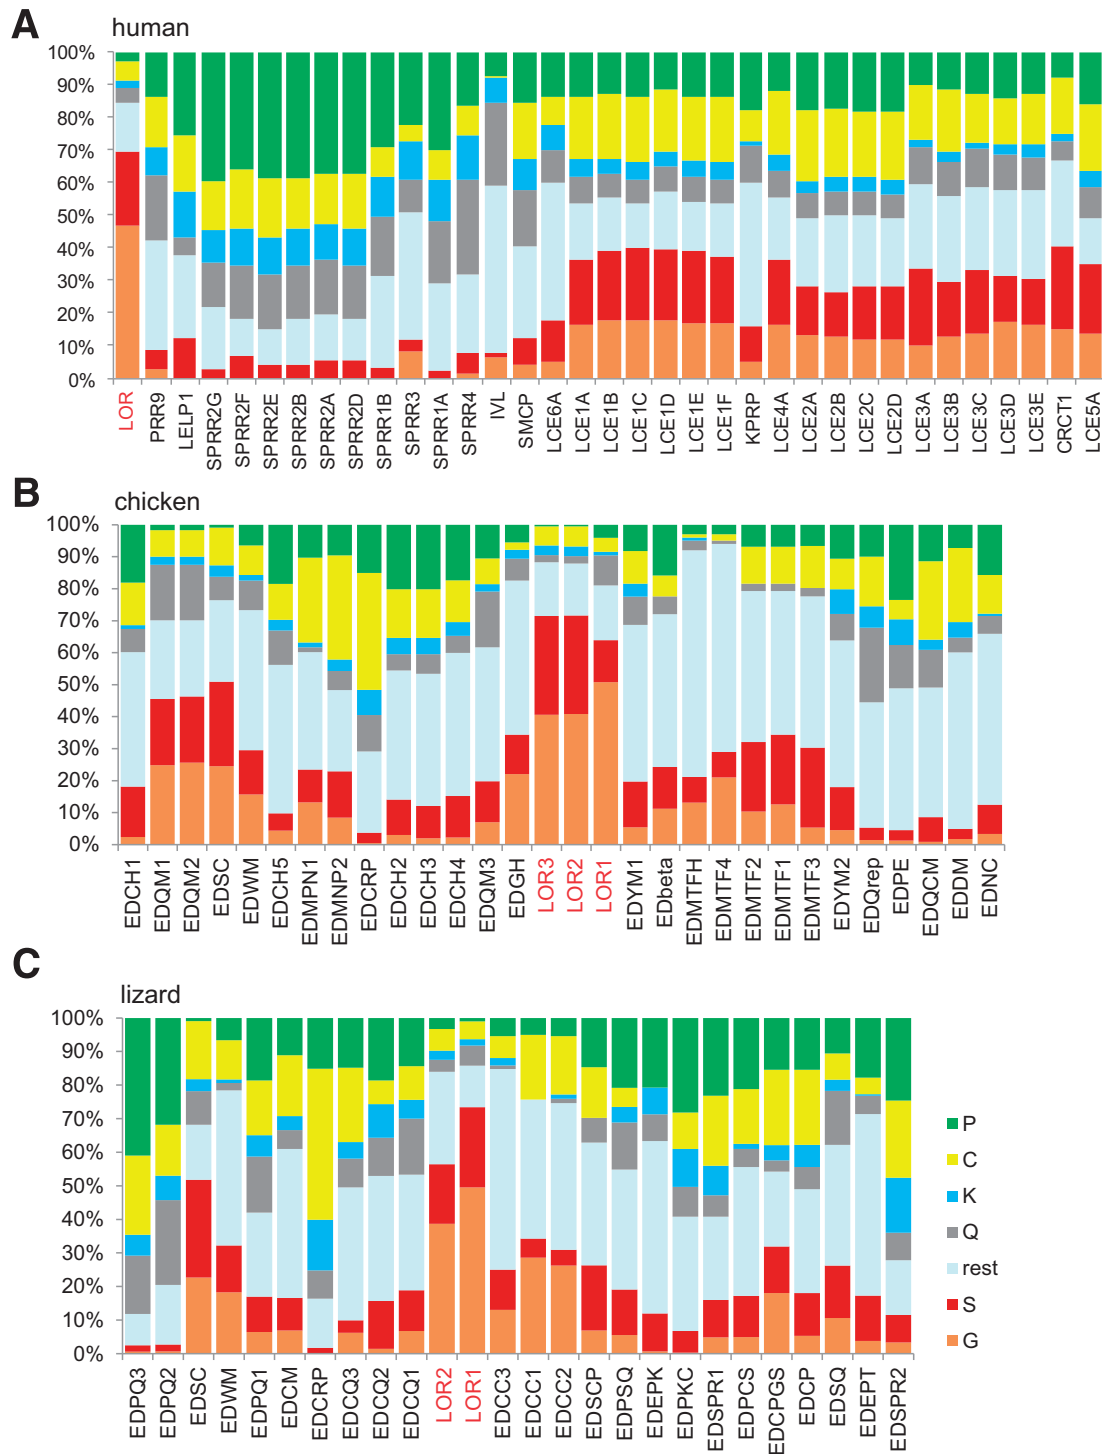 A
human
100%
90%
80%
70%
60%
50%
40%
30%
20%
10%
0%
LOR
PRR9
LELP1
SPRR2G
SPRR2F
SPRR2E
SPRR2B
SPRR2A
SPRR2D
SPRR1B
SPRR3
SPRR1A
SPRR4
IVL
SMCP
LCE6A
LCE1A
LCE1B
LCE1C
LCE1D
LCE1E
LCE1F
KPRP
LCE4A
LCE2A
LCE2B
LCE2C
LCE2D
LCE3A
LCE3B
LCE3C
LCE3D
LCE3E
CRCT1
LCE5A
B
chicken
100%
90%
80%
70%
60%
50%
40%
30%
20%
10%
0%
EDCH1
EDQM1
EDQM2
EDSC
EDWM
EDCH5
EDMPN1
EDMNP2
EDCRP
EDCH2
EDCH3
EDCH4
EDQM3
EDGH
LOR3
LOR2
LOR1
EDYM1
EDbeta
EDMTFH
EDMTF4
EDMTF2
EDMTF1
EDMTF3
EDYM2
EDQrep
EDPE
EDQCM
EDDM
EDNC
C
lizard
100%
90%
80%
70%
60%
50%
40%
30%
20%
10%
0%
EDPQ3
EDPQ2
EDSC
EDWM
EDPQ1
EDCM
EDCRP
EDCQ3
EDCQ2
EDCQ1
LOR2
LOR1
EDCC3
EDCC1
EDCC2
EDSCP
EDPSQ
EDEPK
EDPKC
EDSPR1
EDPCS
EDCPGS
EDCP
EDSQ
EDEPT
EDSPR2
P
C
K
Q
rest
S
G